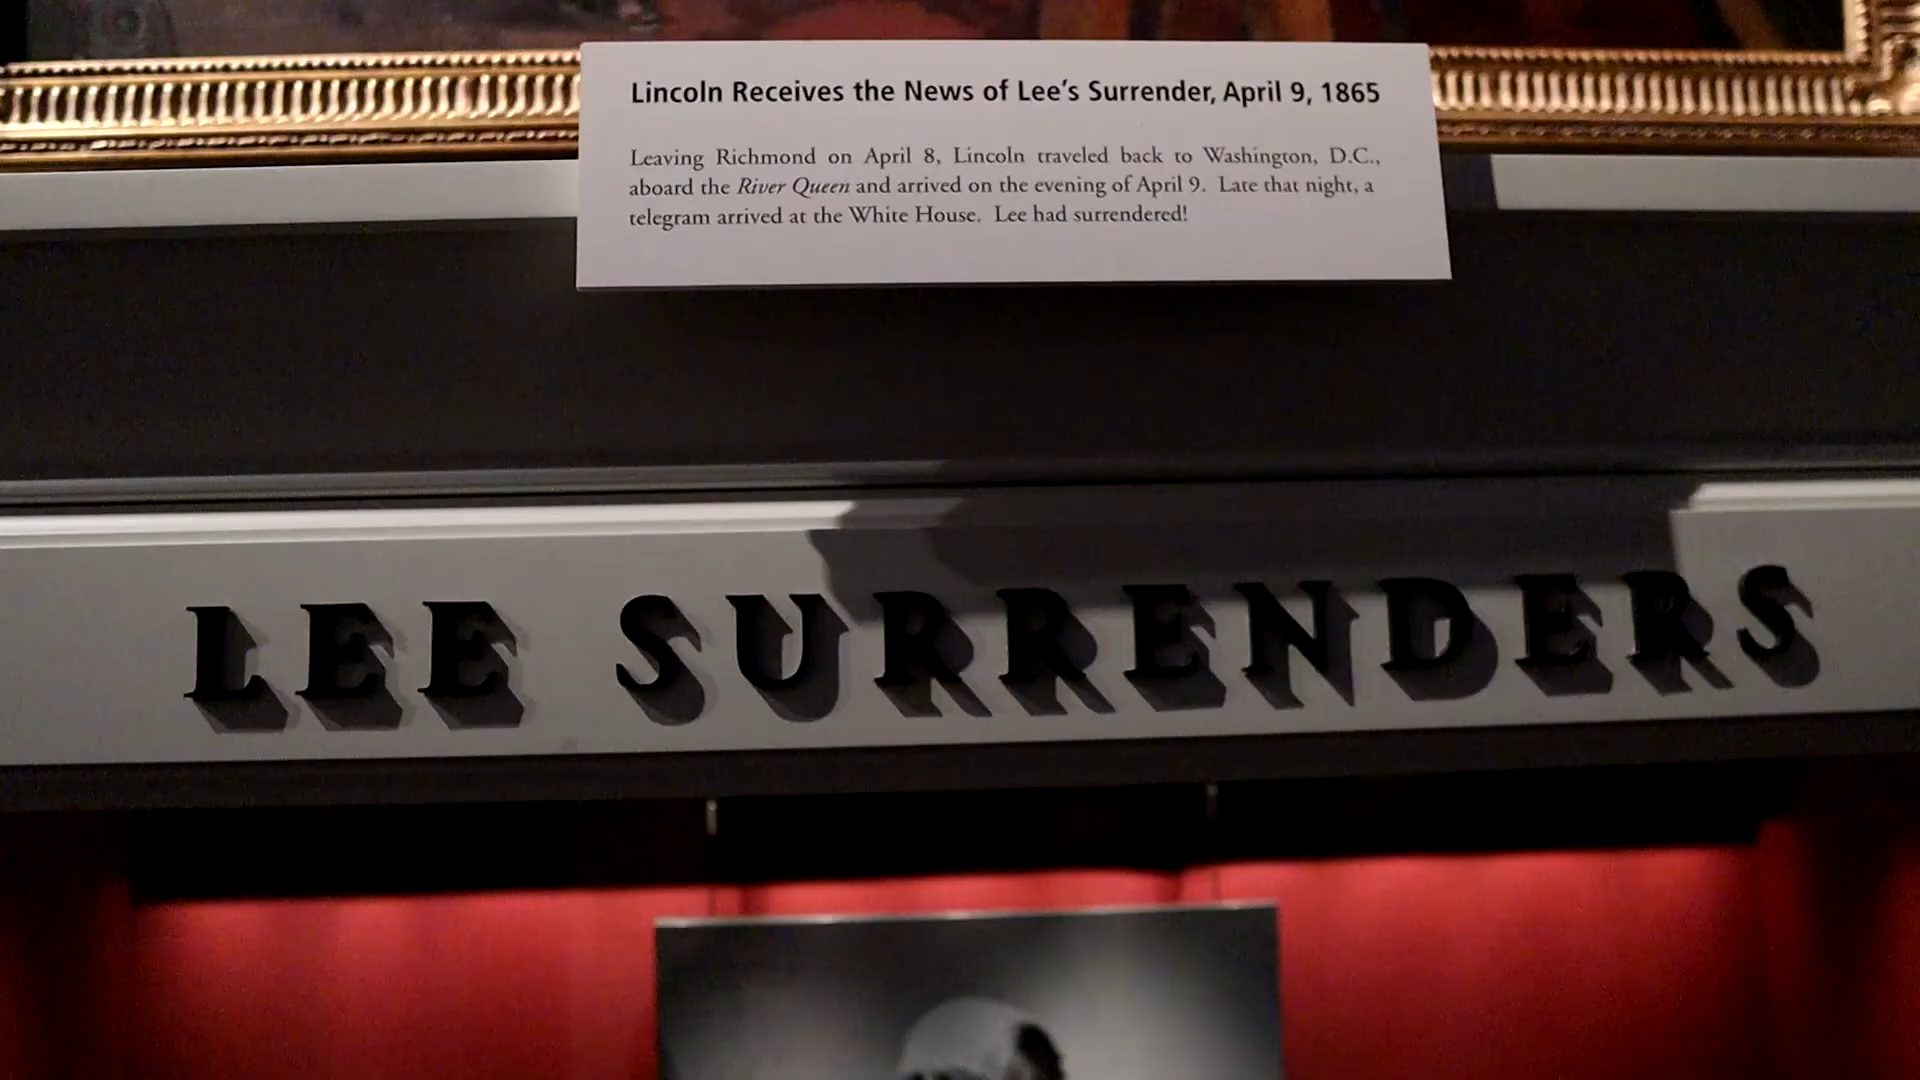 Lincoln Receives the News of Lee's Surrender, April 9, 1865
Leaving Richmond on April 8, Lincoln traveled back to Washington, D.C.,
aboard the River Queen and arrived on the evening of April 9. Late that night, a
telegram arrived at the White House. Lee had surrendered!
LEE SURRENDERS